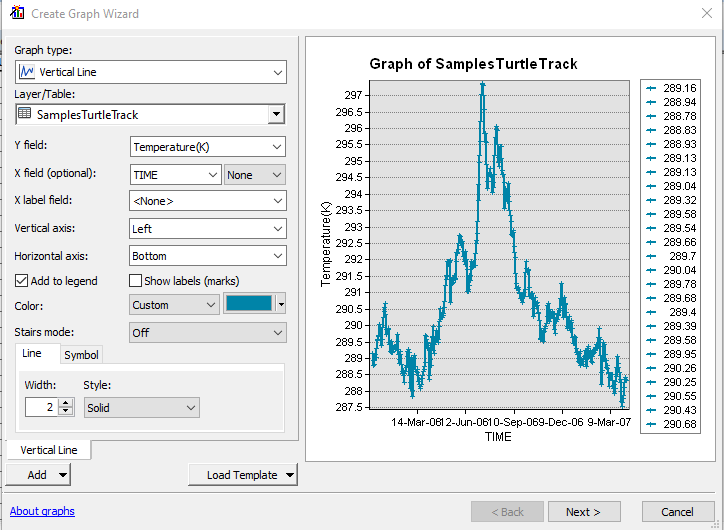 Create Graph Wizard
Graph type:
Vertical Line
Layer/Table:
SamplesTurtleTrack
Y field:
Temperature(K)
X field (optional):
TIME
None
X label field:
<None>
Vertical axis:
Left
Horizontal axis:
Bottom
Add to legend
Show labels (marks)
Color:
Custom
Stairs mode:
Off
Line
Symbol
Width:
Style:
2
Solid
Vertical Line
Add
Load Template
Graph of SamplesTurtleTrack
Temperature(K)
297
296.5
296
295.5
295
294.5
294
293.5
293
292.5
292
291.5
291
290.5
290
289.5
289
288.5
288
287.5
14-Mar-06
12-Jun-06
10-Sep-06
9-Dec-06
9-Mar-07
TIME
289.16
288.94
288.78
288.83
288.93
289.13
289.13
289.04
289.32
289.58
289.54
289.66
289.7
290.04
289.78
289.68
289.4
289.39
289.58
289.95
290.26
290.25
290.55
290.43
290.68
About graphs
< Back
Next >
Cancel